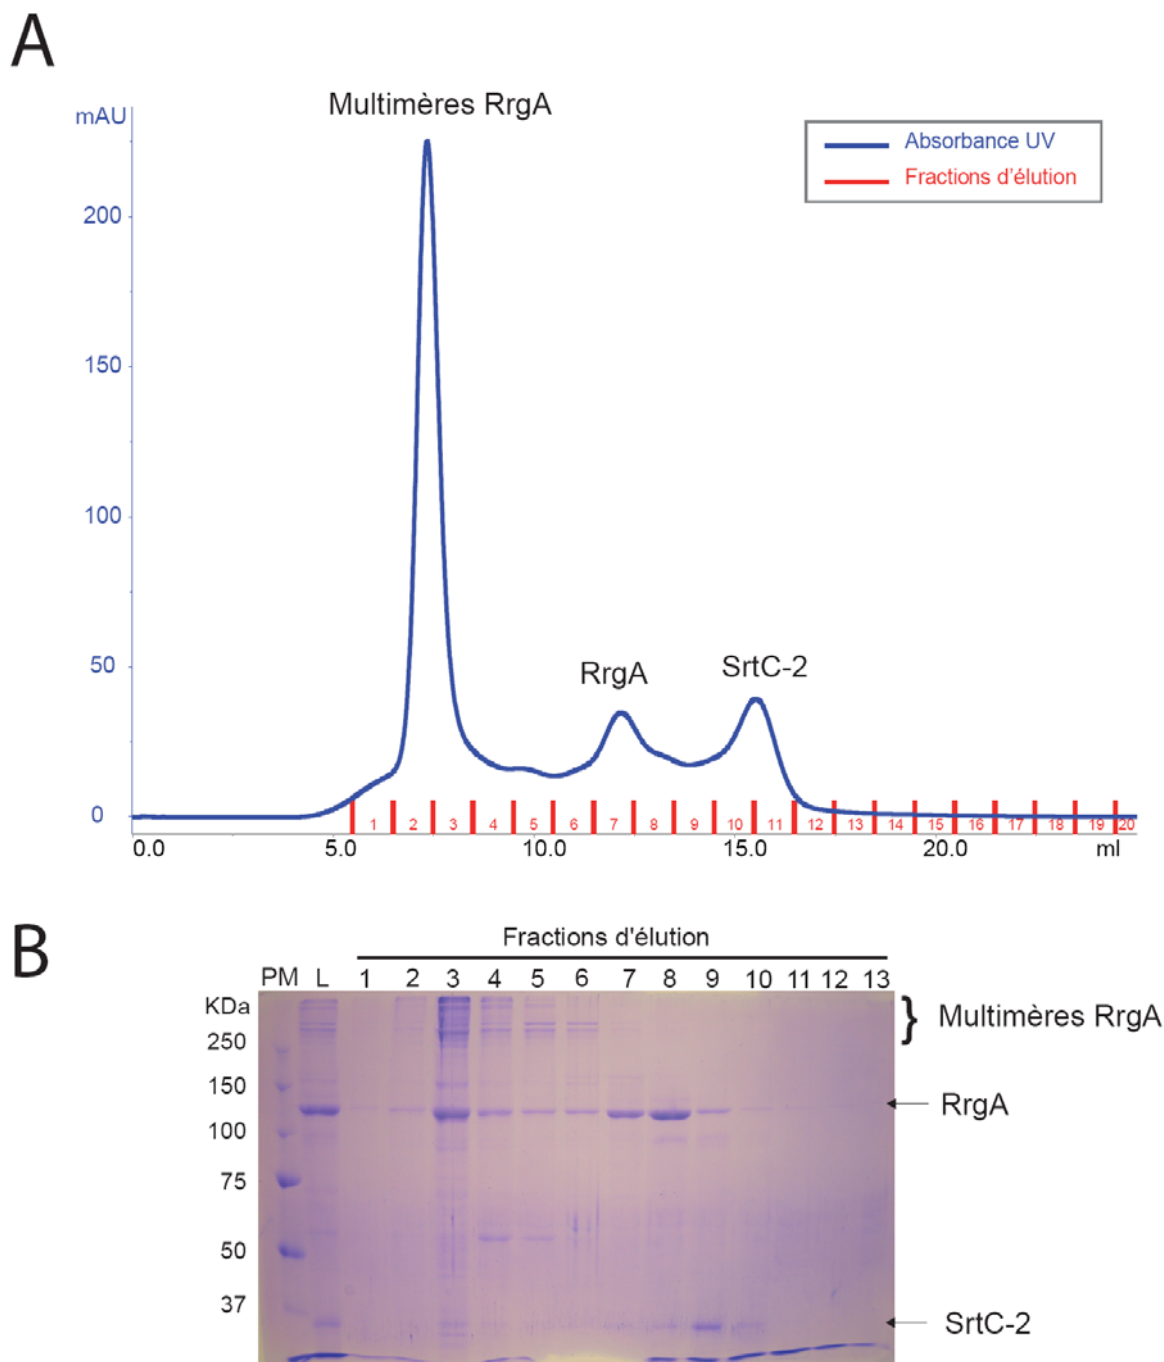 A
Multimères RrgA
mAU
Absorbance UV
Fractions d'élution
200
150
100
50
RrgA
SrtC-2
0
1 2 3 4 5 6 7 8 9 10 11 12 13 14 15 16 17 18 19 20
0.0 5.0 10.0 15.0 20.0 ml
B
Fractions d'élution
PM L 1 2 3 4 5 6 7 8 9 10 11 12 13
KDa
Multimères RrgA
250
150
RrgA
100
75
50
37
SrtC-2